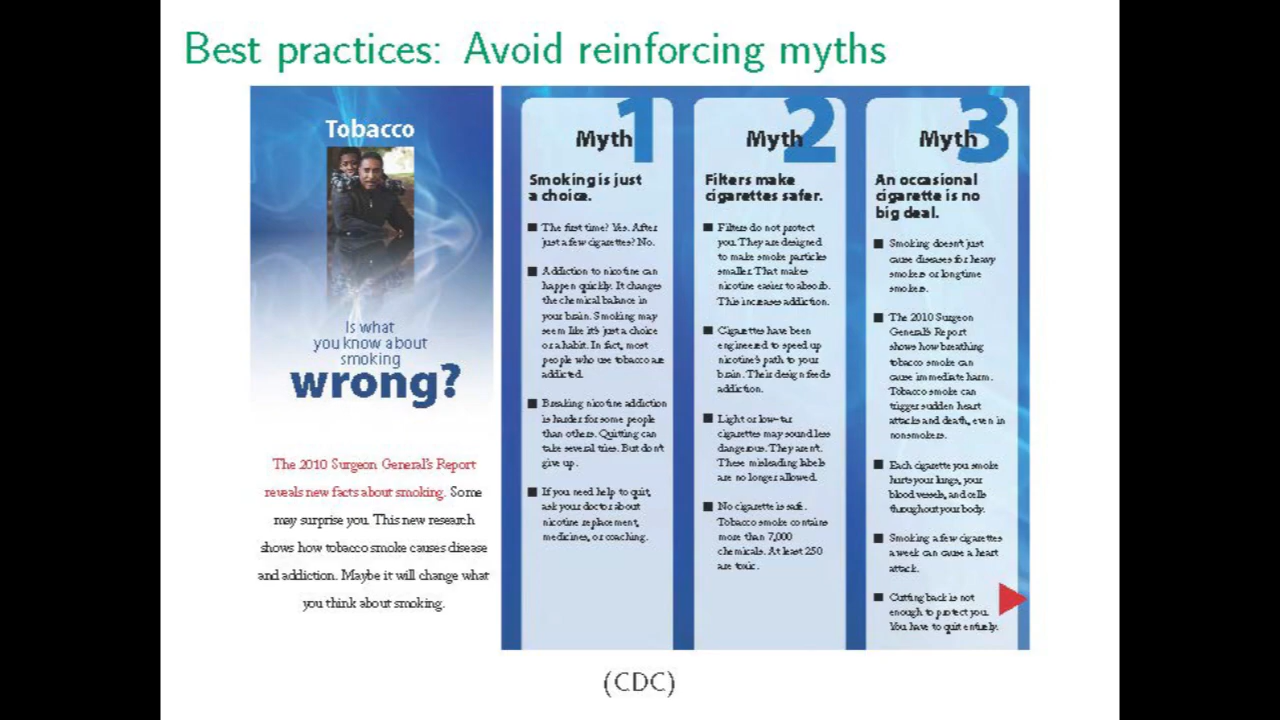 Best practices: Avoid reinforcing myths
Tobacco
Is what
you know about
smoking
wrong?
The 2010 Surgeon General's Report
reveals new facts about smoking. Some
may surprise you. This new research
shows how tobacco smoke causes disease
and addiction. Maybe it will change what
you think about smoking.
Myth 1
Smoking is just
a choice.
■ The first time? Yes. After
just a few cigarettes? No.
■ Addiction to nicotine can
happen quickly. It changes
the chemical balance in
your brain. Smoking may
seem like it's just a choice
or a habit. In fact, most
people who use tobacco are
addicted.
■ Breaking nicotine addiction
is harder for some people
than others. Quitting can
take several tries. But don't
give up.
■ If you need help to quit,
ask your doctor about
nicotine replacement,
medicines, or coaching.
Myth 2
Filters make
cigarettes safer.
■ Filters do not protect
you. They are designed
to make smoke particles
smaller. That makes
nicotine easier to absorb.
This increases addiction.
■ Cigarettes have been
engineered to speed up
nicotine's path to your
brain. Their design feeds
addiction.
■ Light or low-tar
cigarettes may sound less
dangerous. They aren't.
These misleading labels
are no longer allowed.
■ No cigarette is safe.
Tobacco smoke contains
more than 7,000
chemicals. At least 250
are toxic.
Myth 3
An occasional
cigarette is no
big deal.
■ Smoking doesn't just
cause diseases for heavy
smokers or longtime
smokers.
■ The 2010 Surgeon
General's Report
shows how breathing
tobacco smoke can
cause immediate harm.
Tobacco smoke can
trigger sudden heart
attacks and death, even in
nonsmokers.
■ Each cigarette you smoke
hurts your lungs, your
blood vessels, and cells
throughout your body.
■ Smoking a few cigarettes
a week can cause a heart
attack.
■ Cutting back is not
enough to protect you.
You have to quit entirely.
(CDC)